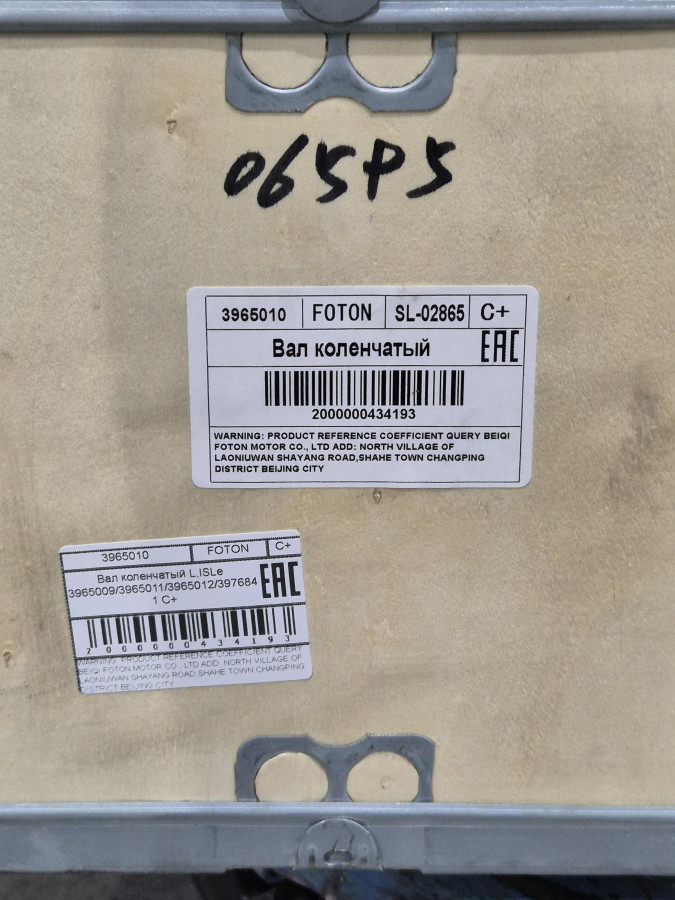 065P5
3965010 FOTON SL-02865 C+
Вал коленчатый EAC
2000000434193
WARNING: PRODUCT REFERENCE COEFFICIENT QUERY BEIQI
FOTON MOTOR CO., LTD ADD: NORTH VILLAGE OF
LAONIUWAN SHAYANG ROAD,SHAHE TOWN CHANGPING
DISTRICT BEIJING CITY
3965010 FOTON C+
Вал коленчатый L,ISLe EAC
3965009/3965011/3965012/397684
1 C+
2000000434193
WARNING: PRODUCT REFERENCE COEFFICIENT QUERY
BEIQI FOTON MOTOR CO., LTD ADD: NORTH VILLAGE OF
LAONIUWAN SHAYANG ROAD,SHAHE TOWN CHANGPING
DISTRICT BEIJING CITY